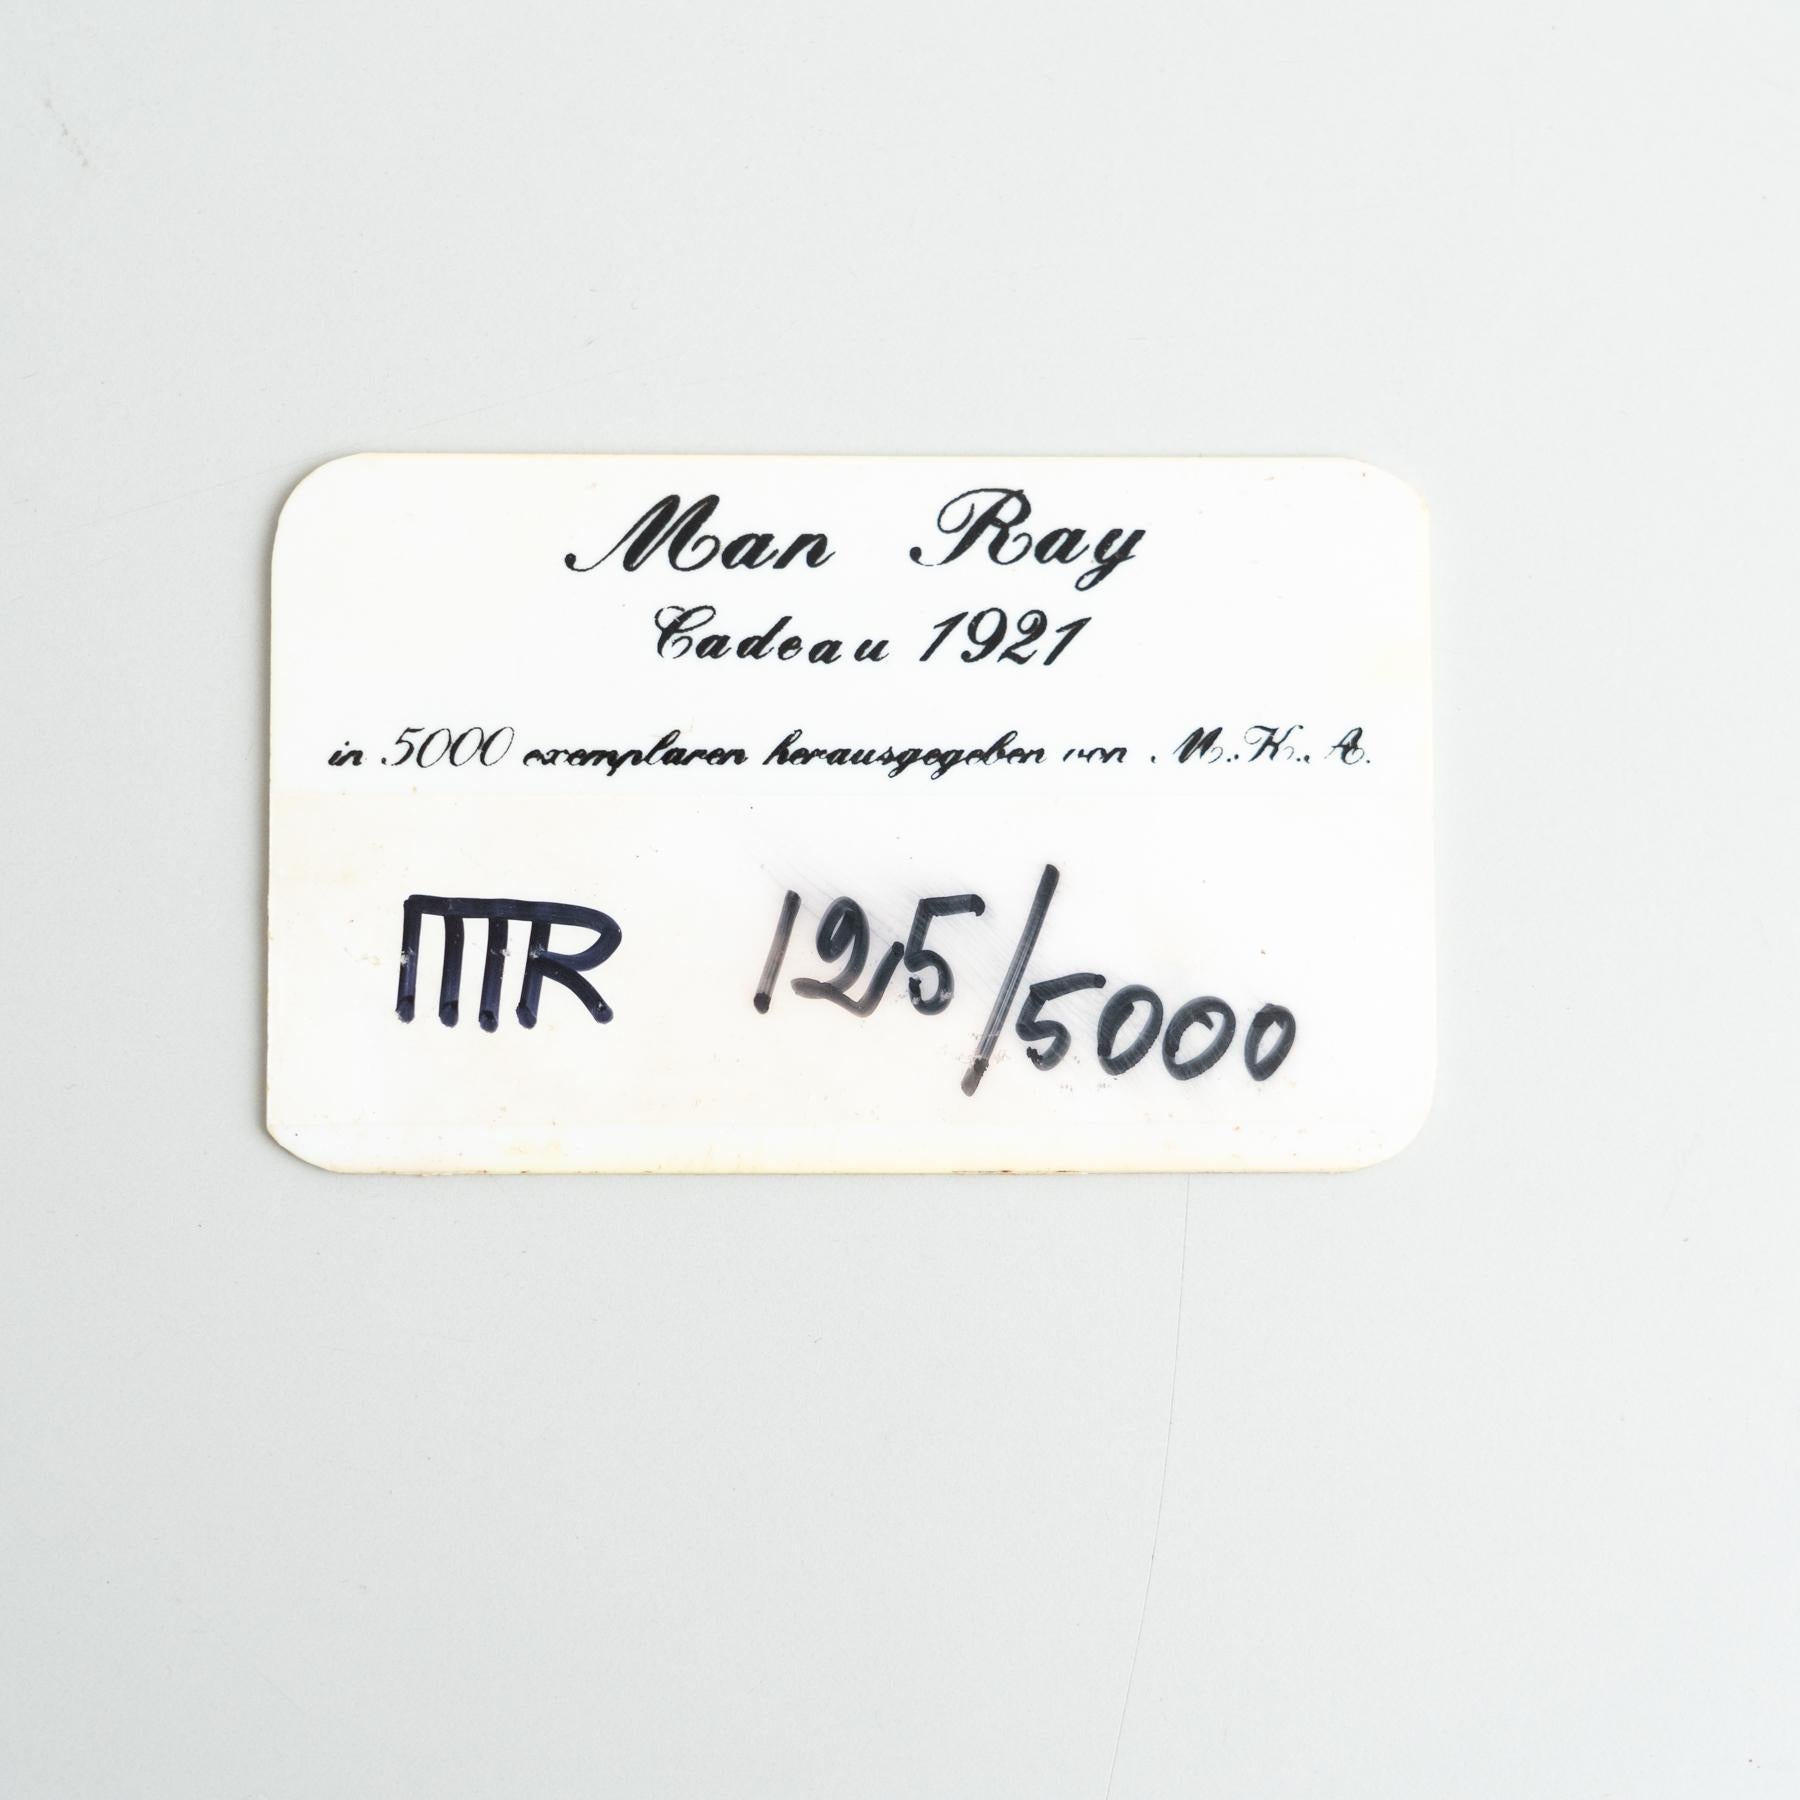 Man Ray
Cadeau 1921
in 5000 exemplaren herausgegeben von M.K.A.
MR 125/5000